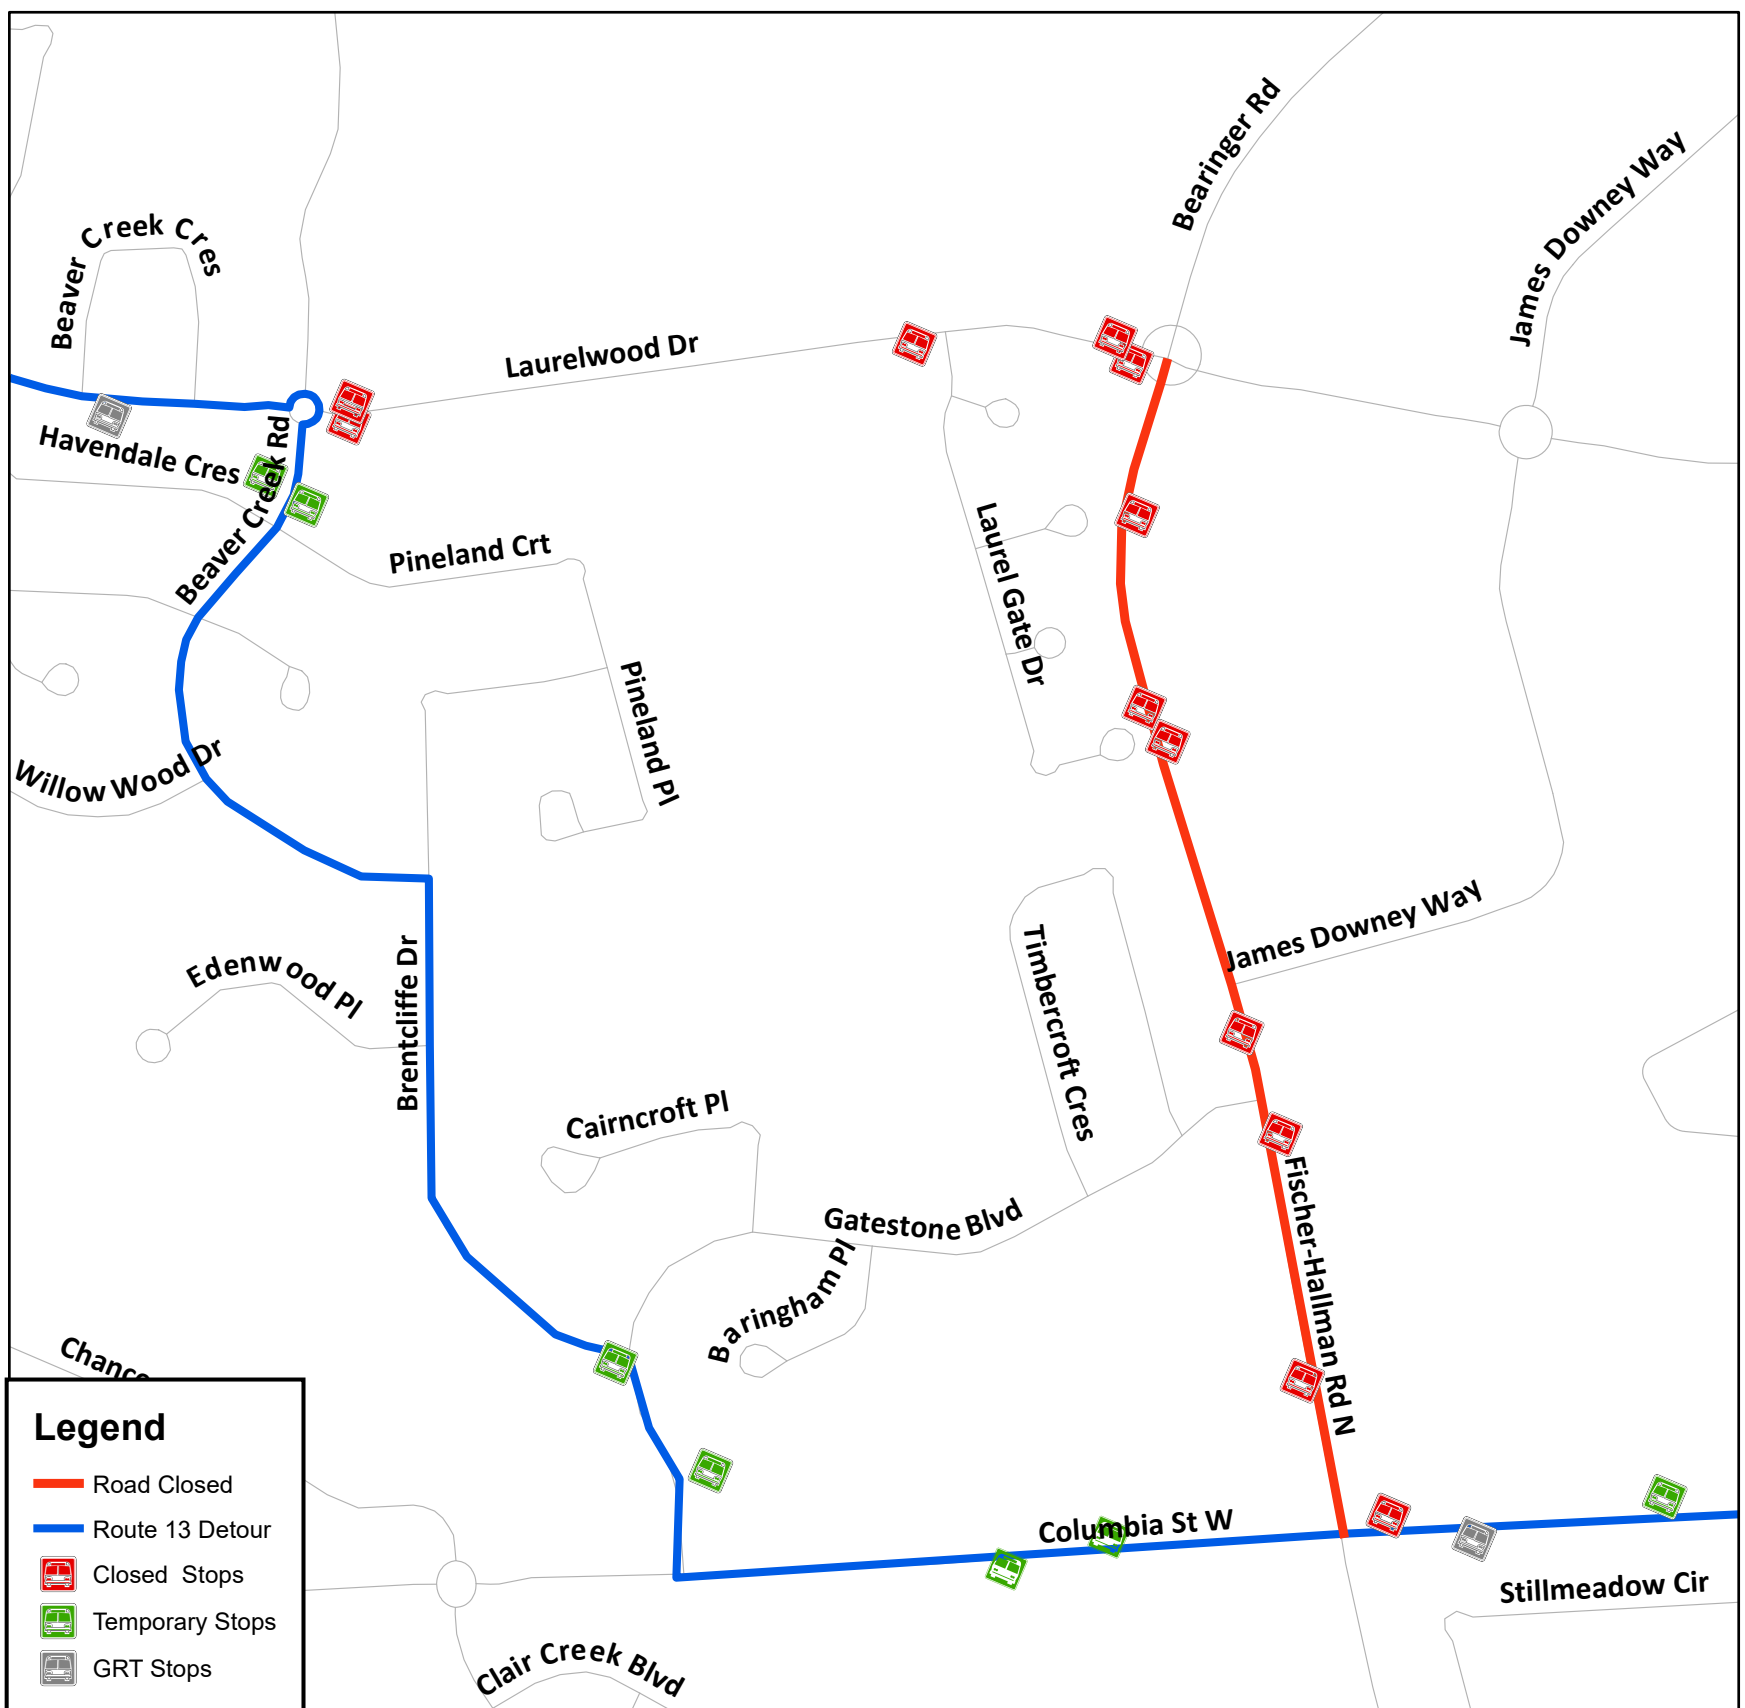 Bearinger Rd
James Downey Way
Beaver Creek Cres
Laurelwood Dr
Havendale Cres
Beaver Creek Rd
Pineland Crt
Laurel Gate Dr
Pineland Pl
Willow Wood Dr
James Downey Way
Timbercroft Cres
Edenwood Pl
Brentcliffe Dr
Cairncroft Pl
Gatestone Blvd
Baringham Pl
Fischer-Hallman Rd N
Chance
Columbia St W
Stillmeadow Cir
Clair Creek Blvd
Legend
Road Closed
Route 13 Detour
Closed Stops
Temporary Stops
GRT Stops